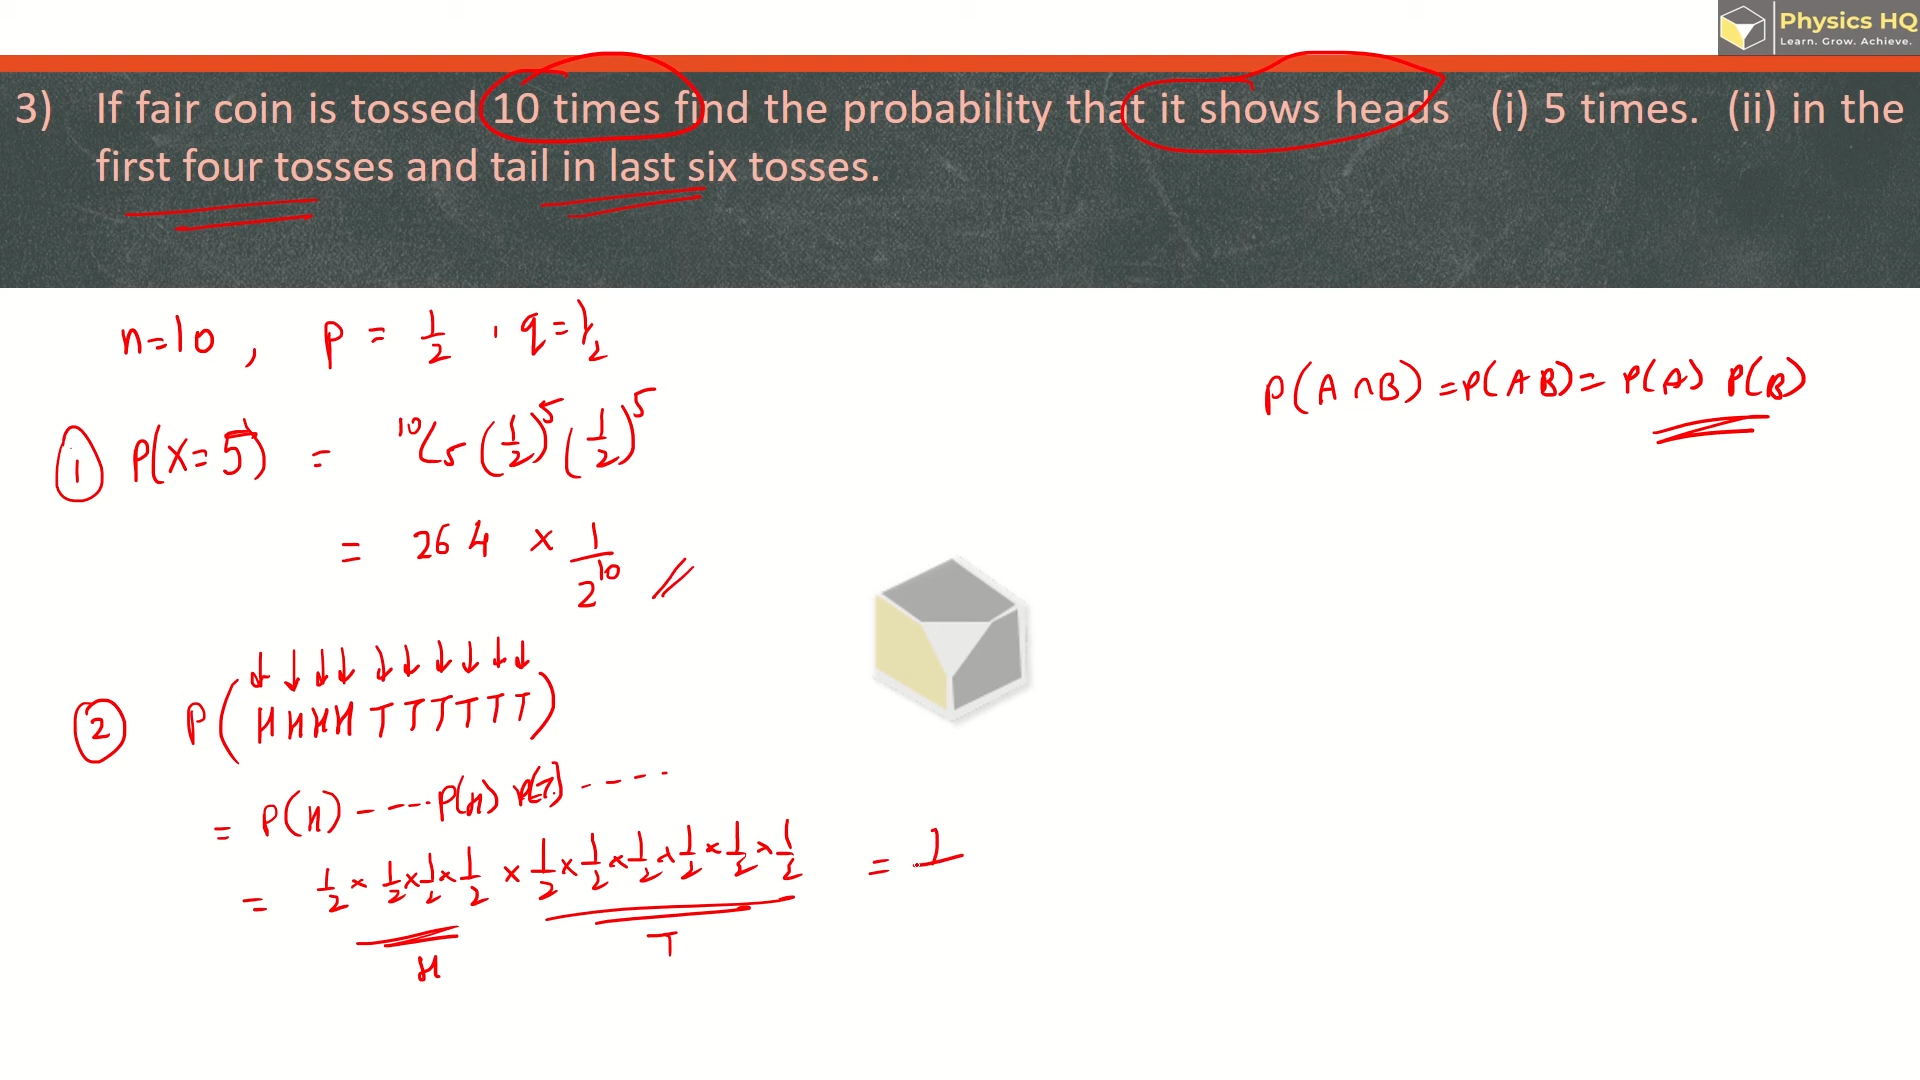 Physics HQ
Learn. Grow. Achieve.
3) If fair coin is tossed 10 times find the probability that it shows heads (i) 5 times. (ii) in the
first four tosses and tail in last six tosses.
n=10, p = 1/2 , q = 1/2
P(A∩B) = P(AB) = P(A) P(B)
① P(X=5) = ¹⁰C₅ (1/2)⁵ (1/2)⁵
= 264 × 1/2¹⁰
② P(HHHHTTTTTT)
= P(H) - ---- P(H) P(T) - - - - -
= 1/2 × 1/2 × 1/2 × 1/2 × 1/2 × 1/2 × 1/2 × 1/2 × 1/2 × 1/2 = 1
H T